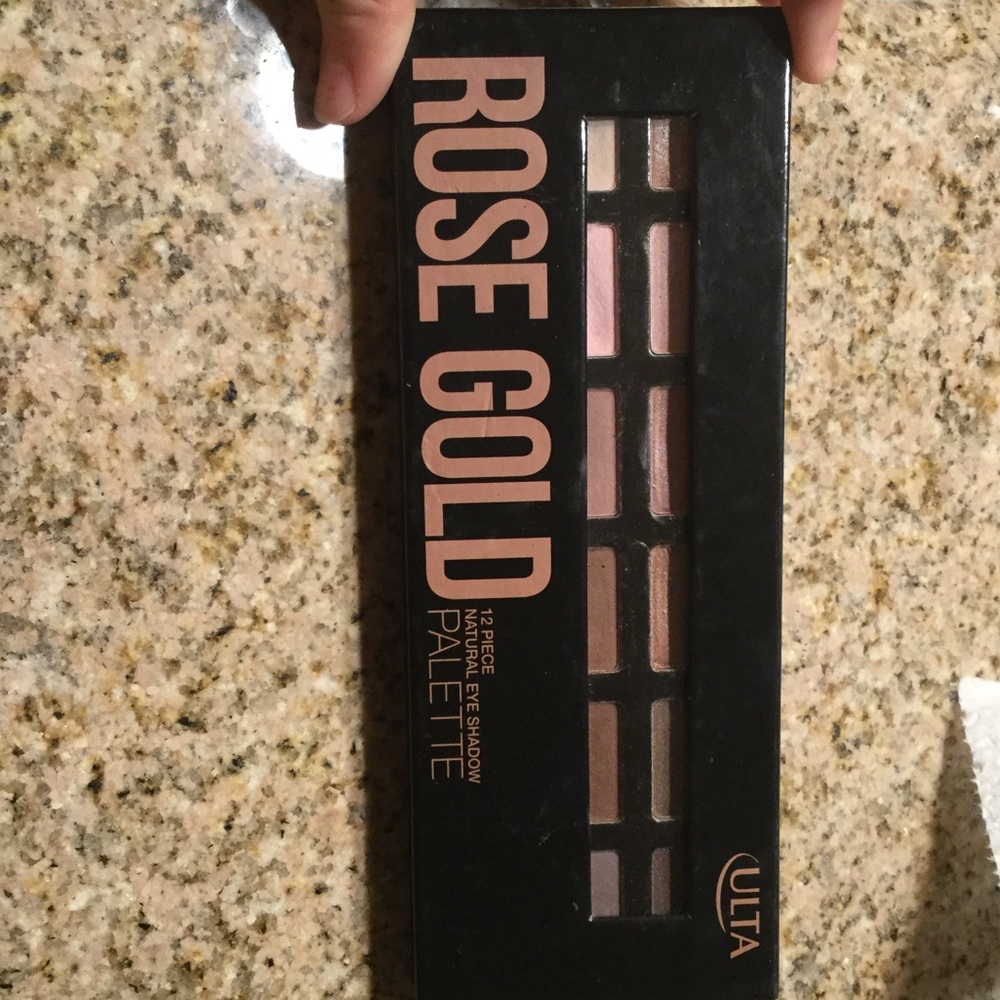 ULTA
ROSE GOLD
12 PIECE
NATURAL EYE SHADOW
PALETTE